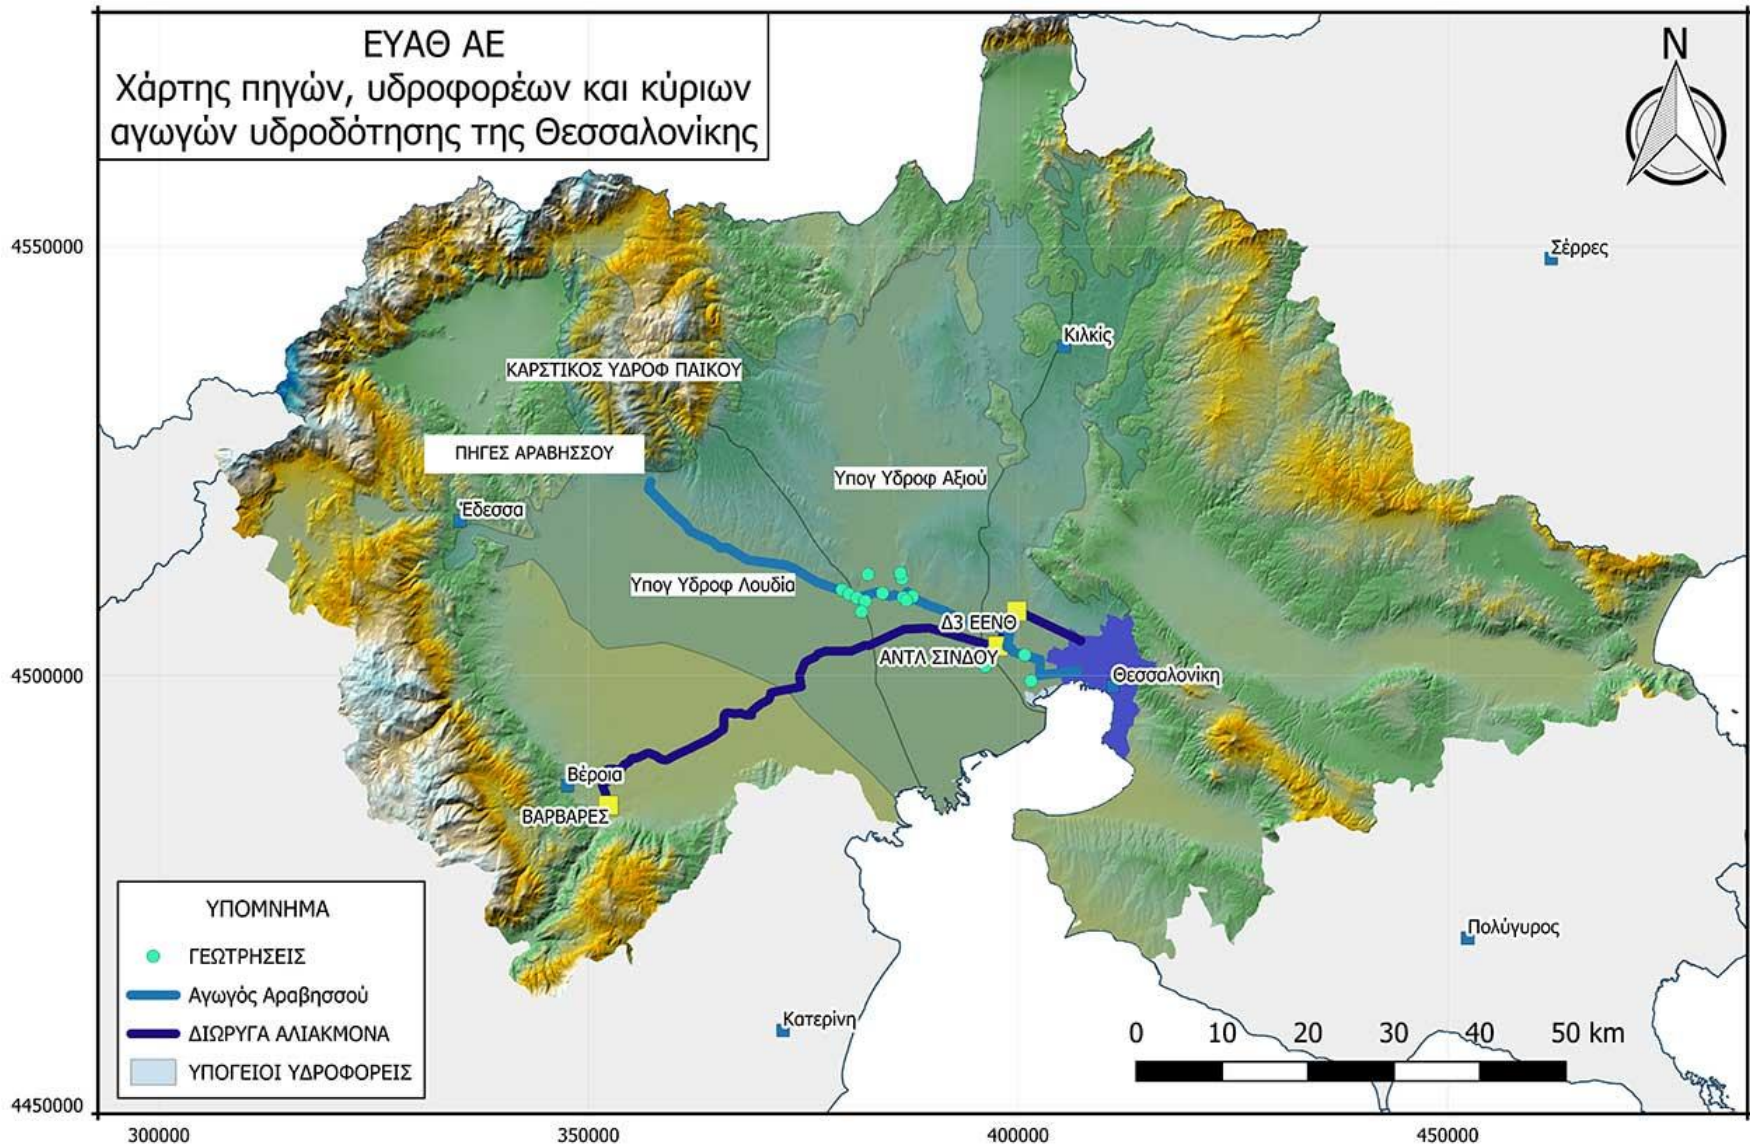 ΕΥΑΘ ΑΕ
Χάρτης πηγών, υδροφορέων και κύριων
αγωγών υδροδότησης της Θεσσαλονίκης
N
4550000
Σέρρες
Κιλκίς
ΚΑΡΣΤΙΚΟΣ ΥΔΡΟΦ ΠΑΙΚΟΥ
ΠΗΓΕΣ ΑΡΑΒΗΣΣΟΥ
Υπογ Υδροφ Αξιού
Έδεσσα
Υπογ Υδροφ Λουδία
Δ3 ΕΕΝΘ
ΑΝΤΛ ΣΙΝΔΟΥ
4500000
Θεσσαλονίκη
Βέροια
ΒΑΡΒΑΡΕΣ
ΥΠΟΜΝΗΜΑ
ΓΕΩΤΡΗΣΕΙΣ
Αγωγός Αραβησσού
ΔΙΩΡΥΓΑ ΑΛΙΑΚΜΟΝΑ
ΥΠΟΓΕΙΟΙ ΥΔΡΟΦΟΡΕΙΣ
Πολύγυρος
Κατερίνη
0 10 20 30 40 50 km
4450000
300000 350000 400000 450000